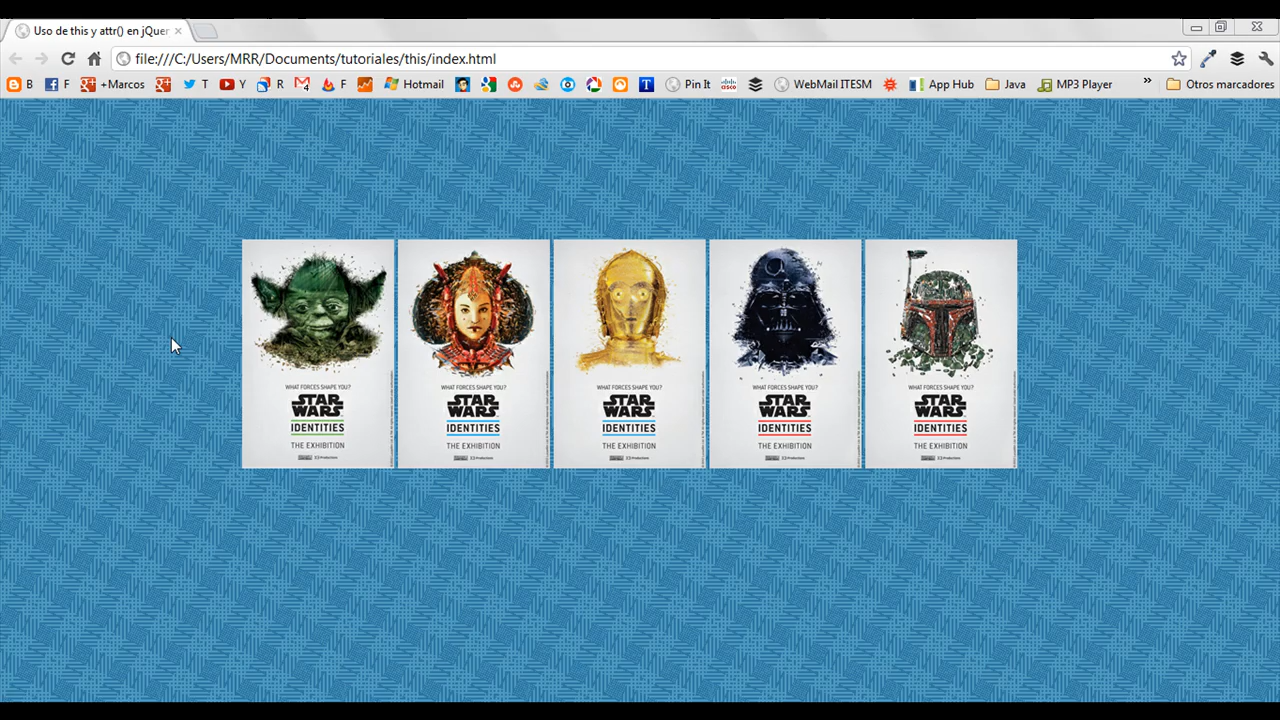 Uso de this y attr() en jQuer
file:///C:/Users/MRR/Documents/tutoriales/this/index.html
B F +Marcos T Y R 4 F Hotmail T Pin It cisco WebMail ITESM App Hub Java MP3 Player » Otros marcadores
WHAT FORCES SHAPE YOU? WHAT FORCES SHAPE YOU? WHAT FORCES SHAPE YOU? WHAT FORCES SHAPE YOU? WHAT FORCES SHAPE YOU?
STAR STAR STAR STAR STAR
WARS WARS WARS WARS WARS
IDENTITIES IDENTITIES IDENTITIES IDENTITIES IDENTITIES
THE EXHIBITION THE EXHIBITION THE EXHIBITION THE EXHIBITION THE EXHIBITION